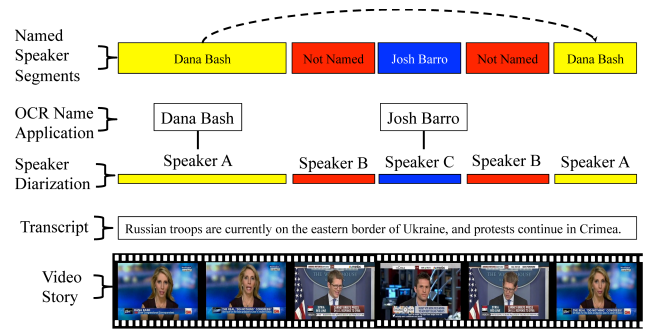 Named
Speaker
Segments
Dana Bash
Not Named
Josh Barro
Not Named
Dana Bash
OCR Name
Application
Dana Bash
Josh Barro
Speaker
Diarization
Speaker A
Speaker B
Speaker C
Speaker B
Speaker A
Transcript
Russian troops are currently on the eastern border of Ukraine, and protests continue in Crimea.
Video
Story
DANA BASH